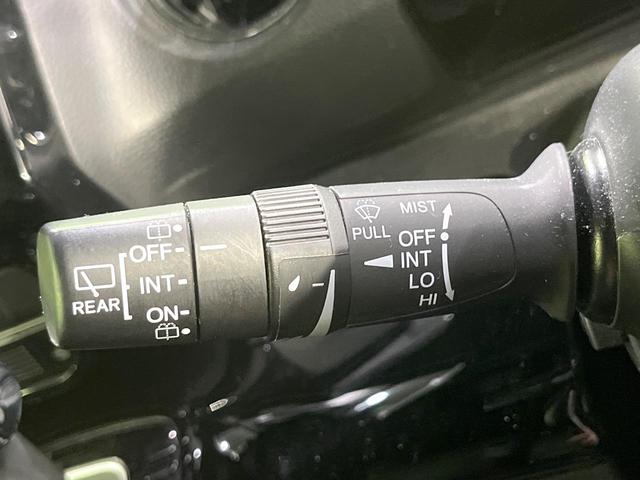 OFF
INT
REAR
ON
PULL
MIST
OFF
INT
LO
HI